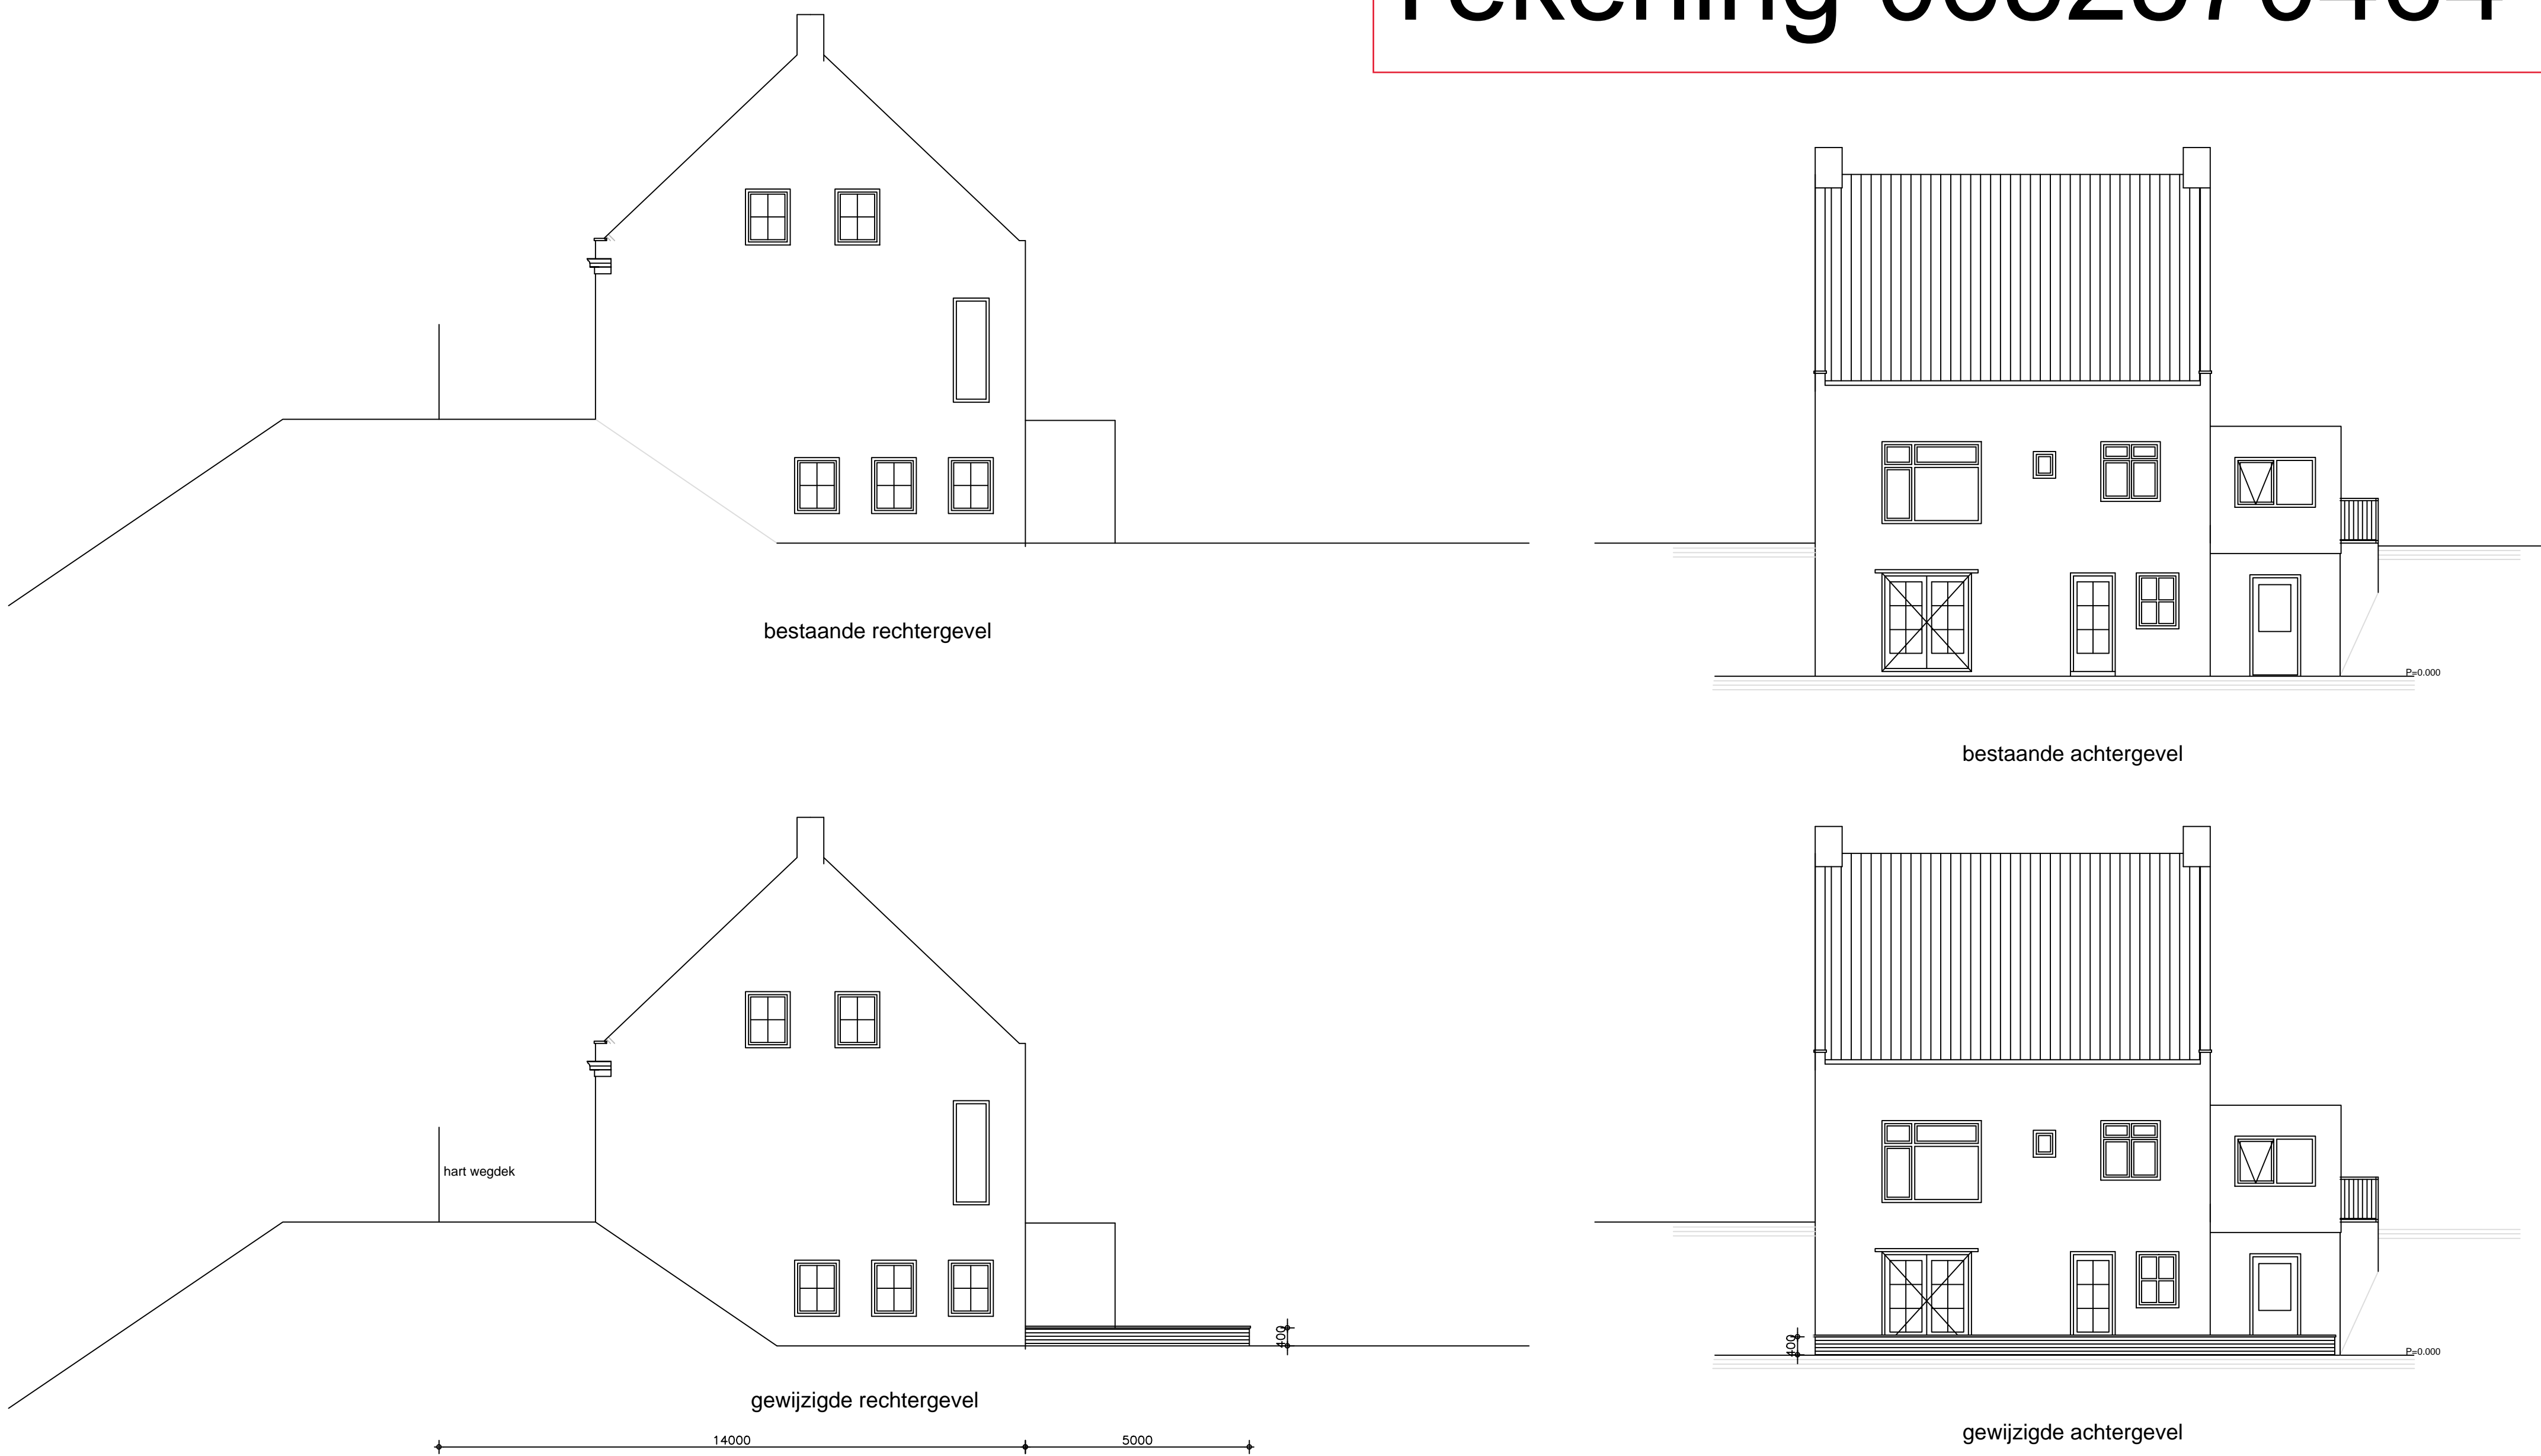 bestaande rechtergevel
P=0.000
bestaande achtergevel
hart wegdek
400
400
P=0.000
gewijzigde rechtergevel
gewijzigde achtergevel
14000
5000